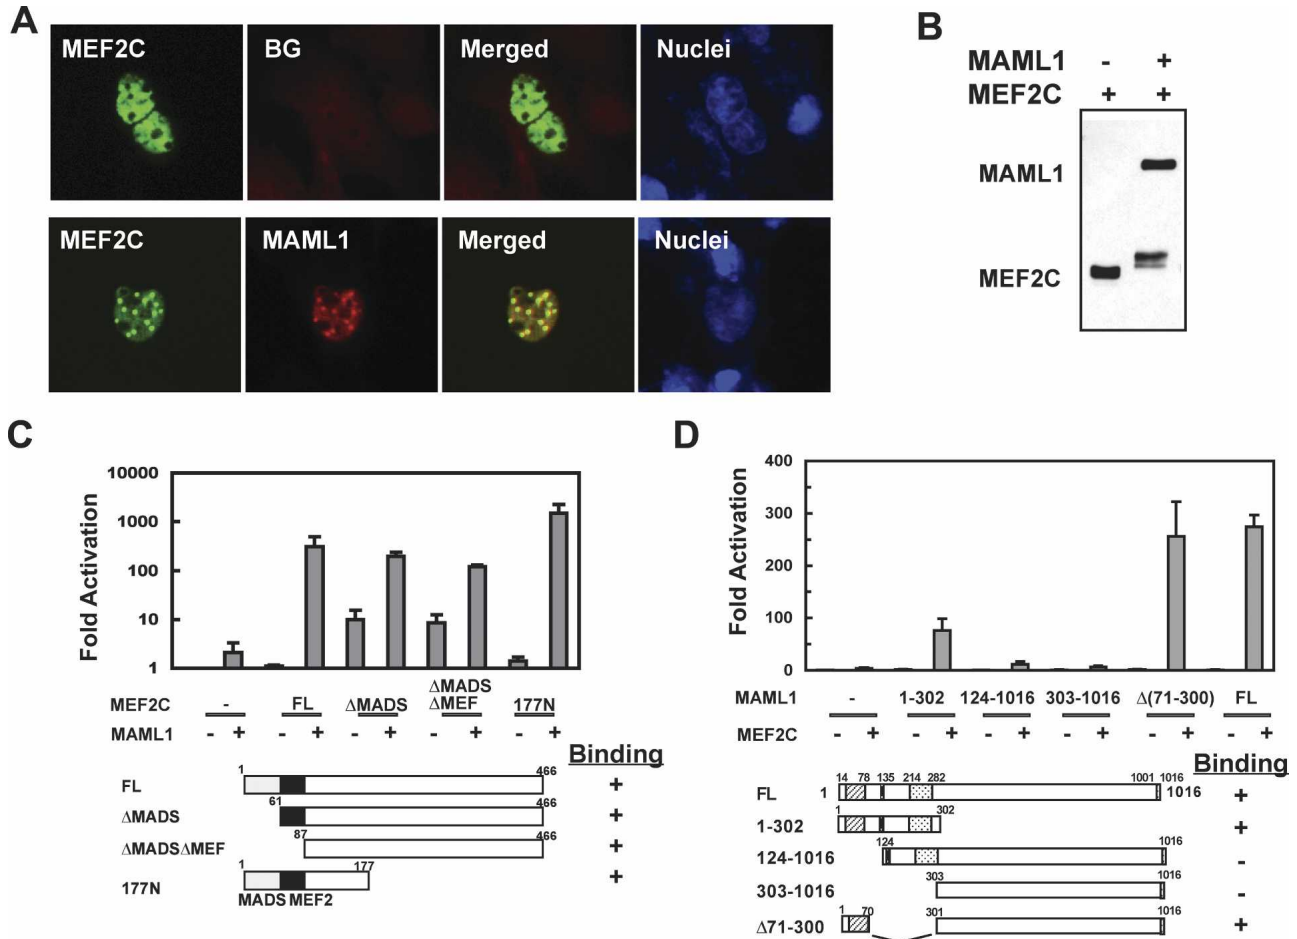 A
MEF2C BG Merged Nuclei
MEF2C MAML1 Merged Nuclei
B
MAML1 - +
MEF2C + +
MAML1
MEF2C
C
Fold Activation
10000
1000
100
10
1
MEF2C - FL ΔMADS ΔMADS ΔMEF 177N
MAML1 - + - + - + - + - +
Binding
FL 1 466 +
ΔMADS 61 466 +
ΔMADSΔMEF 87 466 +
177N 1 177 +
MADS MEF2
D
Fold Activation
400
300
200
100
0
MAML1 - 1-302 124-1016 303-1016 Δ(71-300) FL
MEF2C - + - + - + - + - + - +
Binding
14 78 135 214 282 1001 1016
FL 1 1016 +
1 302
1-302 +
124 1016
124-1016 -
303 1016
303-1016 -
1 70 301 1016
Δ71-300 +